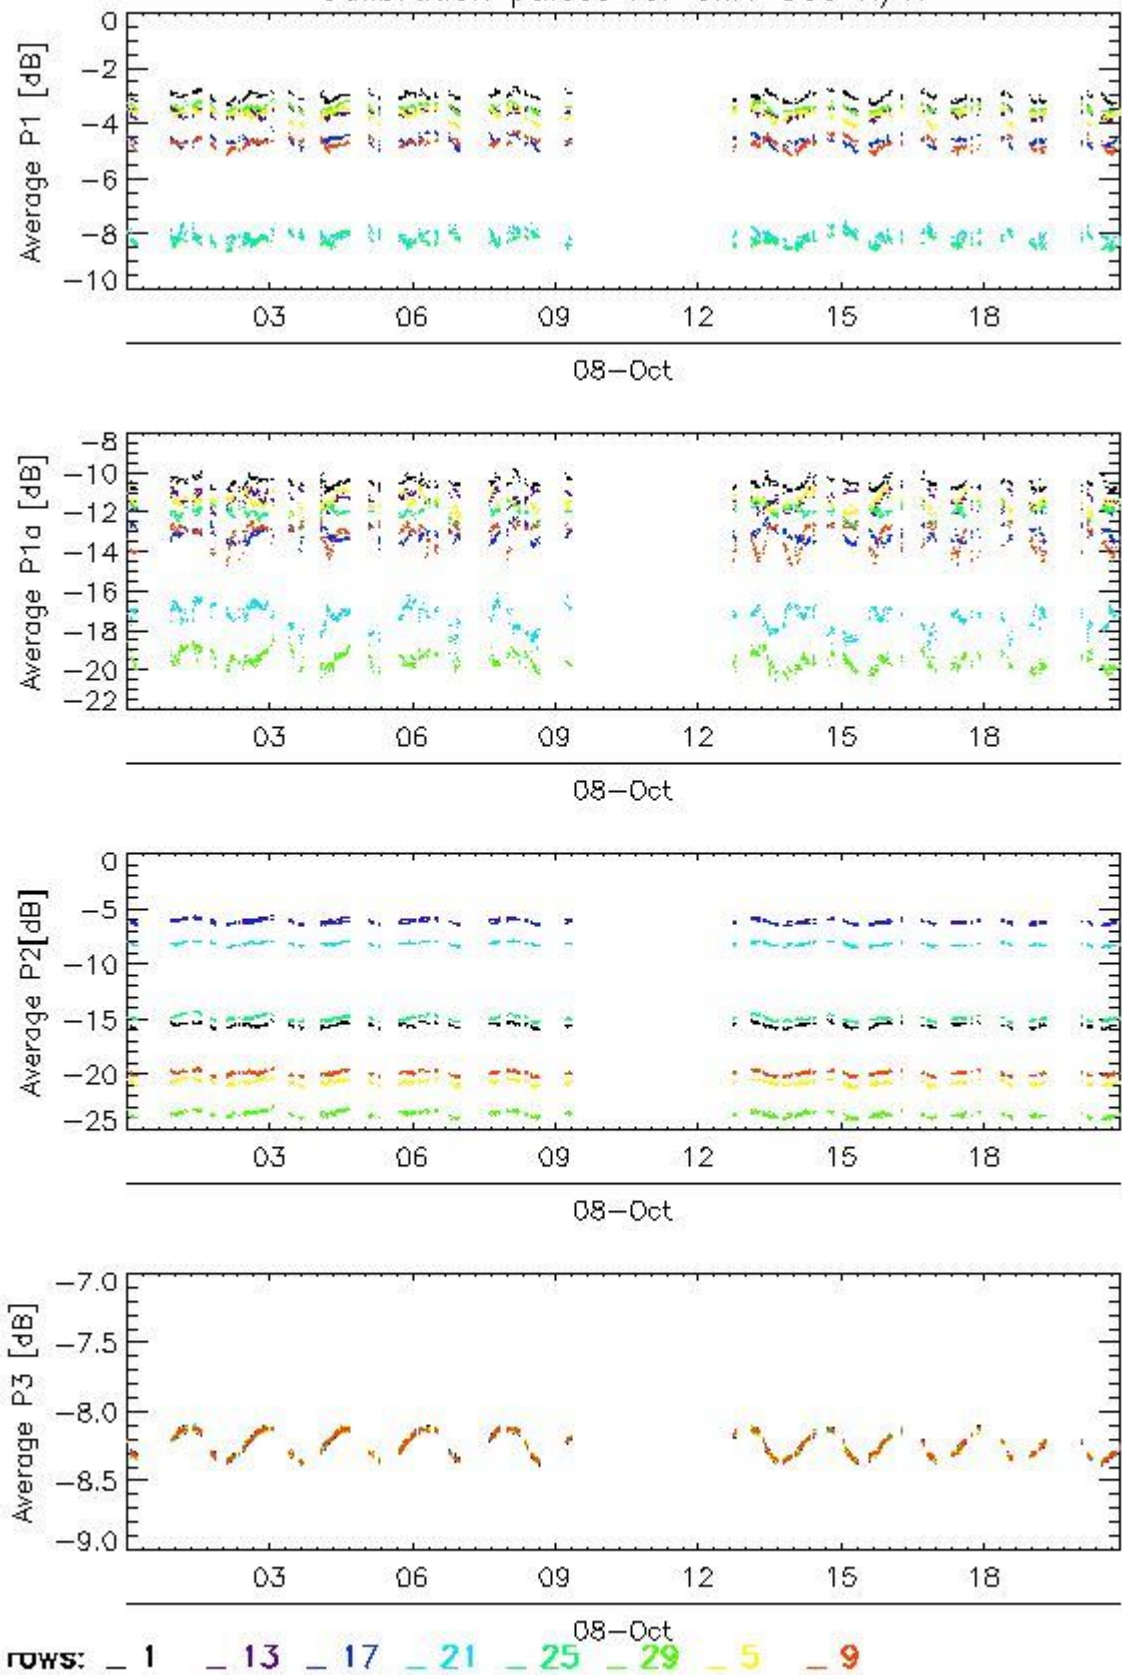 0
−2
−4
−6
−8
−10
Average P1 [dB]
03 06 09 12 15 18
08−Oct
−8
−10
−12
−14
−16
−18
−20
−22
Average P1a [dB]
03 06 09 12 15 18
08−Oct
0
−5
−10
−15
−20
−25
Average P2[dB]
03 06 09 12 15 18
08−Oct
−7.0
−7.5
−8.0
−8.5
−9.0
Average P3 [dB]
03 06 09 12 15 18
08−Oct
rows: _ 1 _ 13 _ 17 _ 21 _ 25 _ 29 _ 5 _ 9